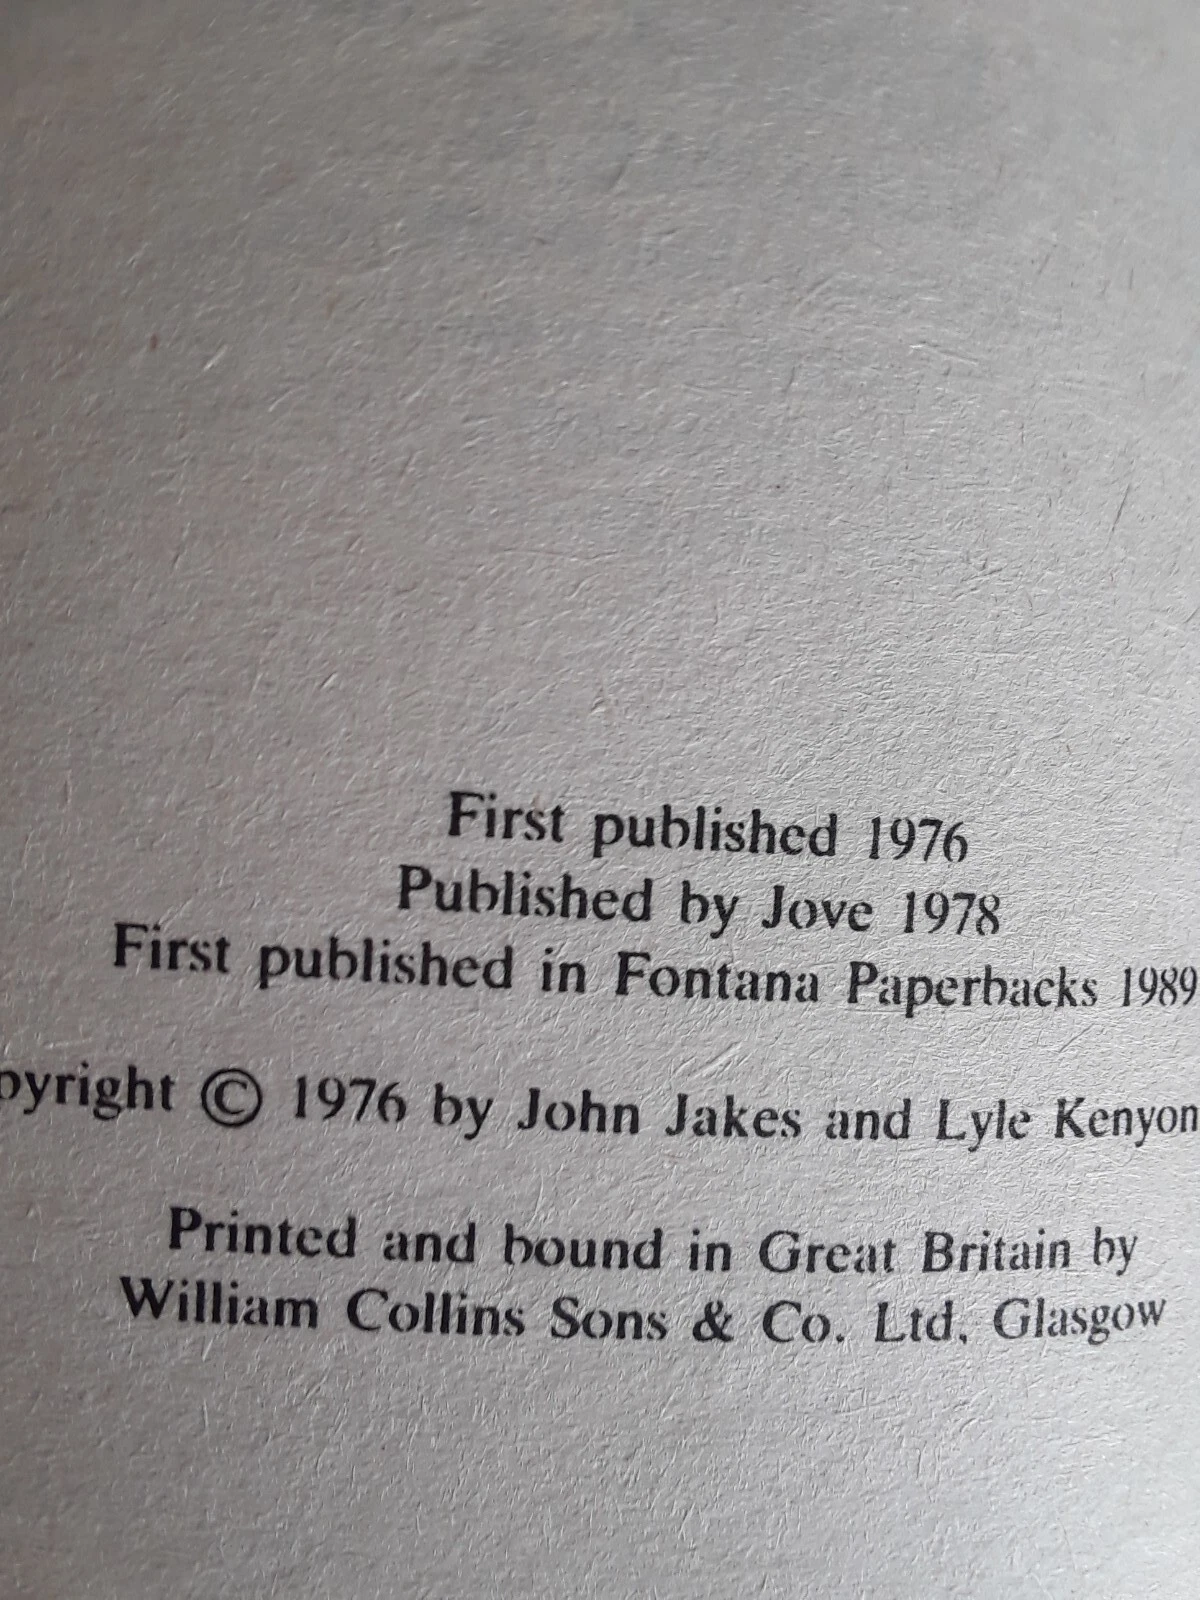 First published 1976
Published by Jove 1978
First published in Fontana Paperbacks 1989
pyright © 1976 by John Jakes and Lyle Kenyon
Printed and bound in Great Britain by
William Collins Sons & Co. Ltd, Glasgow